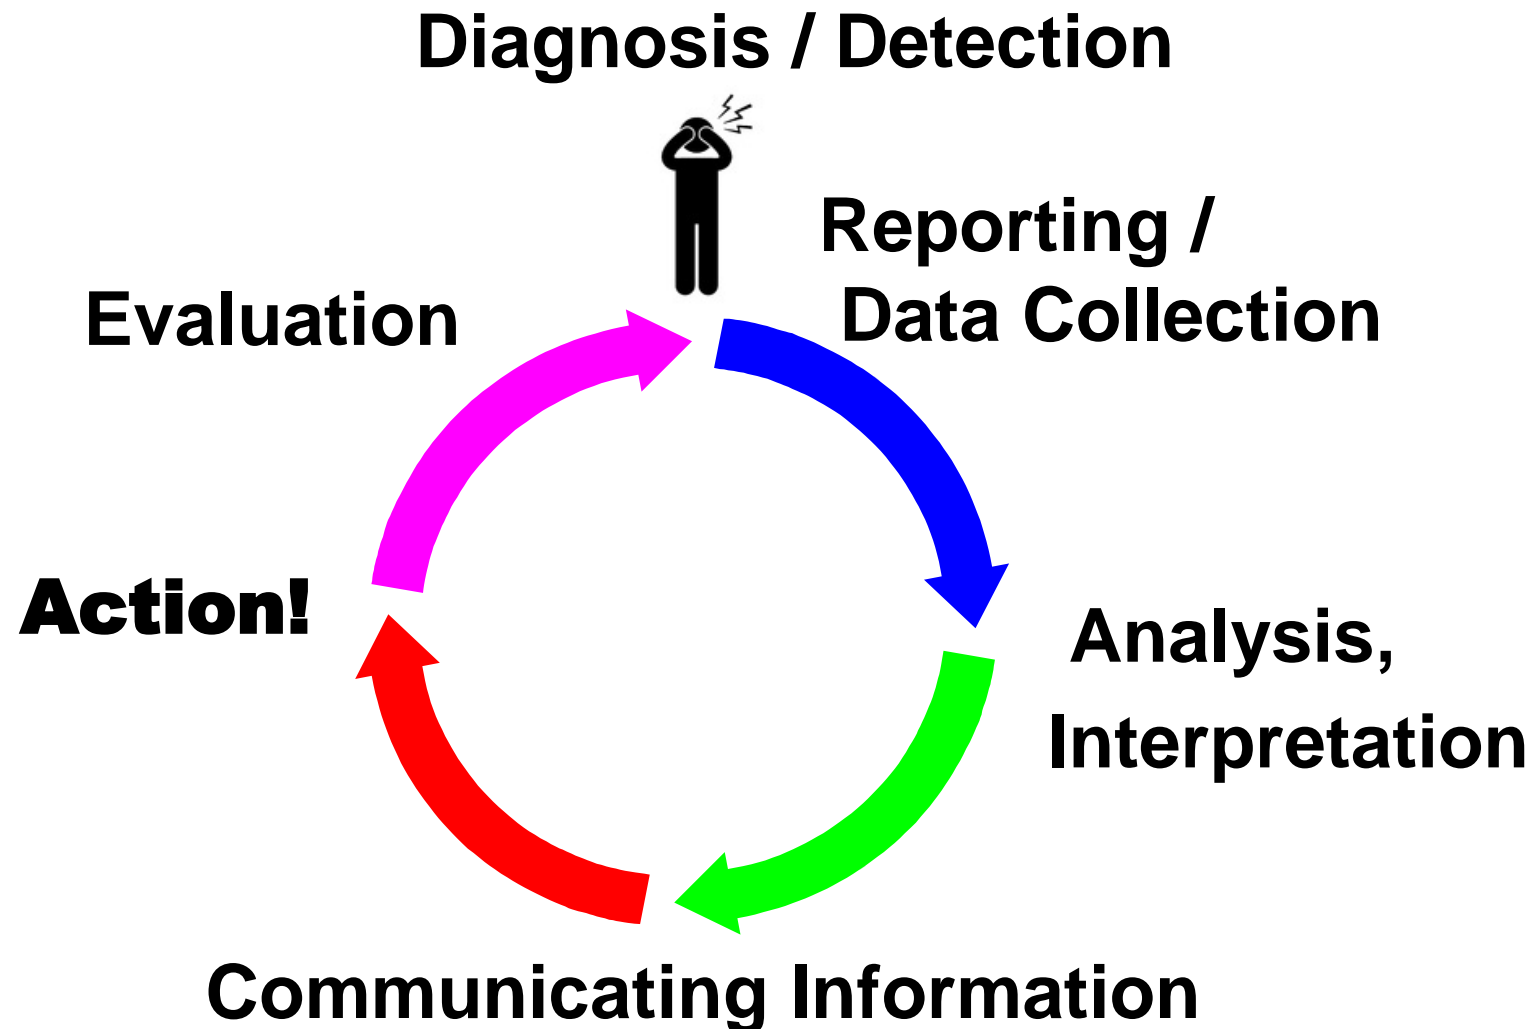 Diagnosis / Detection
Reporting /
Data Collection
Evaluation
Action!
Analysis,
Interpretation
Communicating Information